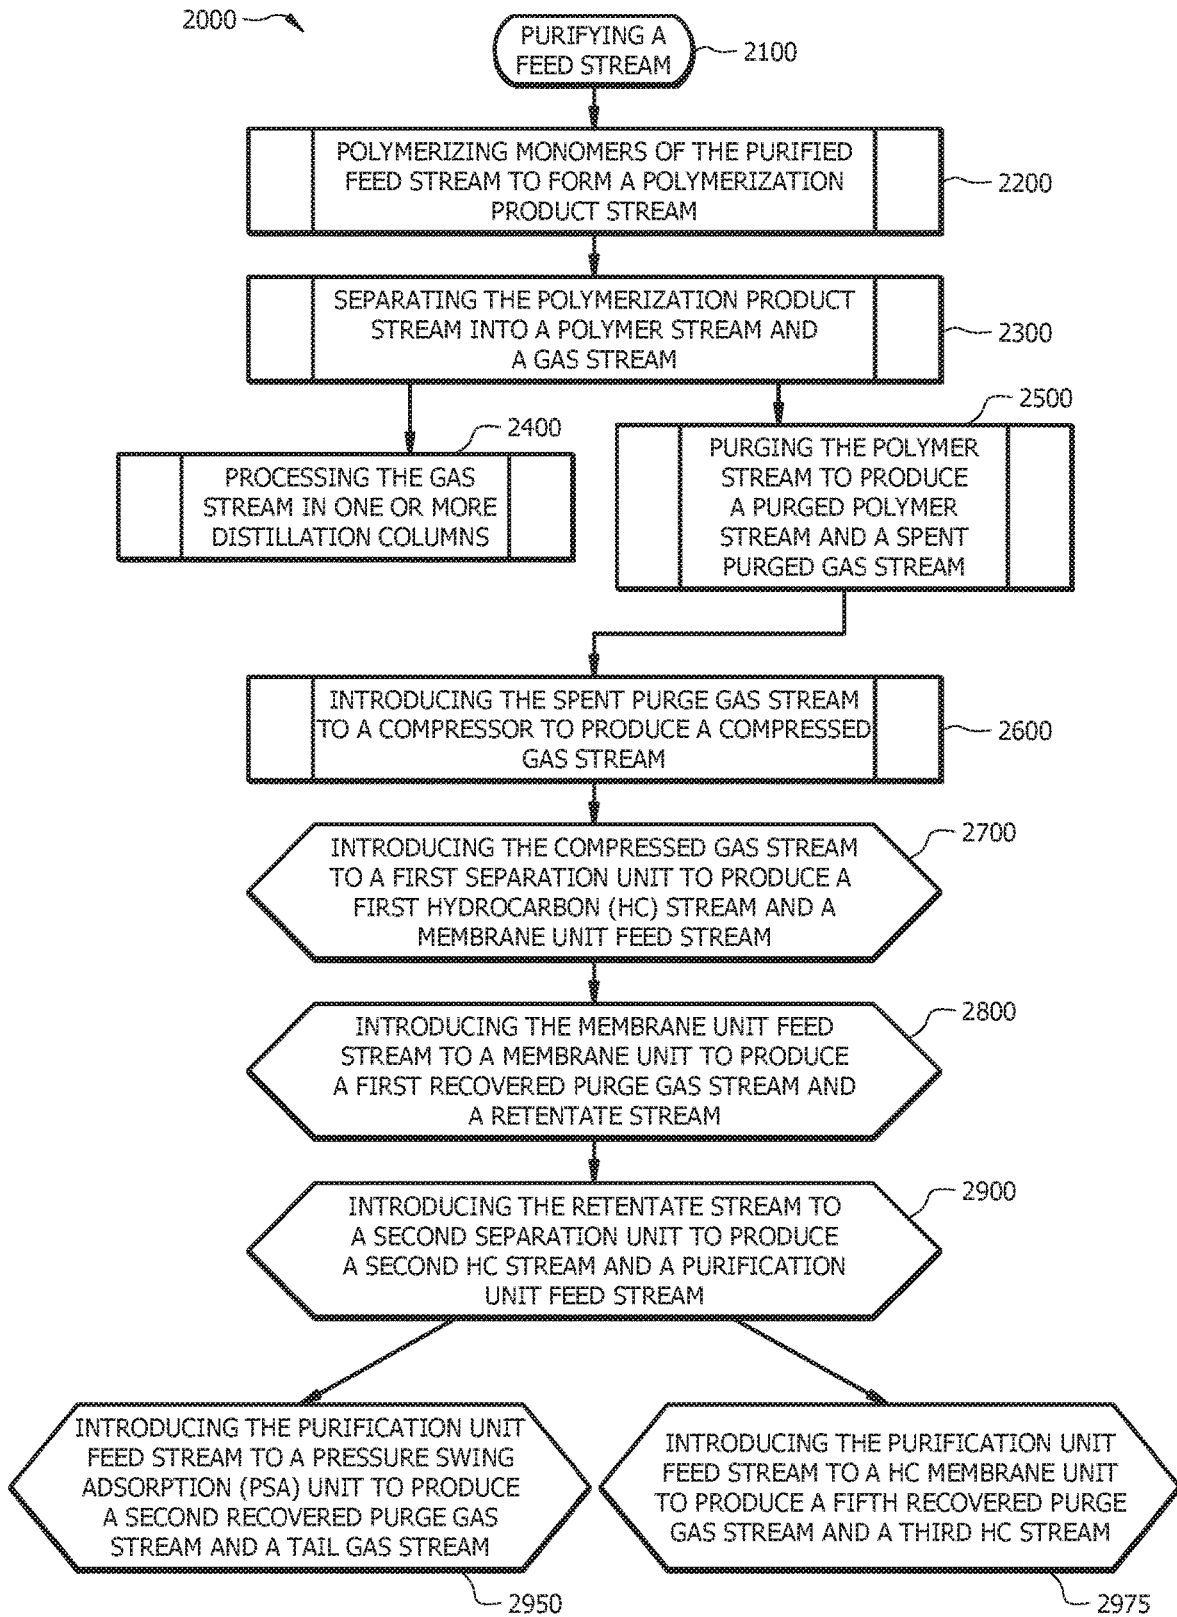 2000
PURIFYING A
FEED STREAM
2100
POLYMERIZING MONOMERS OF THE PURIFIED
FEED STREAM TO FORM A POLYMERIZATION
PRODUCT STREAM
2200
SEPARATING THE POLYMERIZATION PRODUCT
STREAM INTO A POLYMER STREAM AND
A GAS STREAM
2300
2400
PROCESSING THE GAS
STREAM IN ONE OR MORE
DISTILLATION COLUMNS
2500
PURGING THE POLYMER
STREAM TO PRODUCE
A PURGED POLYMER
STREAM AND A SPENT
PURGED GAS STREAM
INTRODUCING THE SPENT PURGE GAS STREAM
TO A COMPRESSOR TO PRODUCE A COMPRESSED
GAS STREAM
2600
2700
INTRODUCING THE COMPRESSED GAS STREAM
TO A FIRST SEPARATION UNIT TO PRODUCE A
FIRST HYDROCARBON (HC) STREAM AND A
MEMBRANE UNIT FEED STREAM
2800
INTRODUCING THE MEMBRANE UNIT FEED
STREAM TO A MEMBRANE UNIT TO PRODUCE
A FIRST RECOVERED PURGE GAS STREAM AND
A RETENTATE STREAM
2900
INTRODUCING THE RETENTATE STREAM TO
A SECOND SEPARATION UNIT TO PRODUCE
A SECOND HC STREAM AND A PURIFICATION
UNIT FEED STREAM
INTRODUCING THE PURIFICATION UNIT
FEED STREAM TO A PRESSURE SWING
ADSORPTION (PSA) UNIT TO PRODUCE
A SECOND RECOVERED PURGE GAS
STREAM AND A TAIL GAS STREAM
2950
INTRODUCING THE PURIFICATION UNIT
FEED STREAM TO A HC MEMBRANE UNIT
TO PRODUCE A FIFTH RECOVERED PURGE
GAS STREAM AND A THIRD HC STREAM
2975